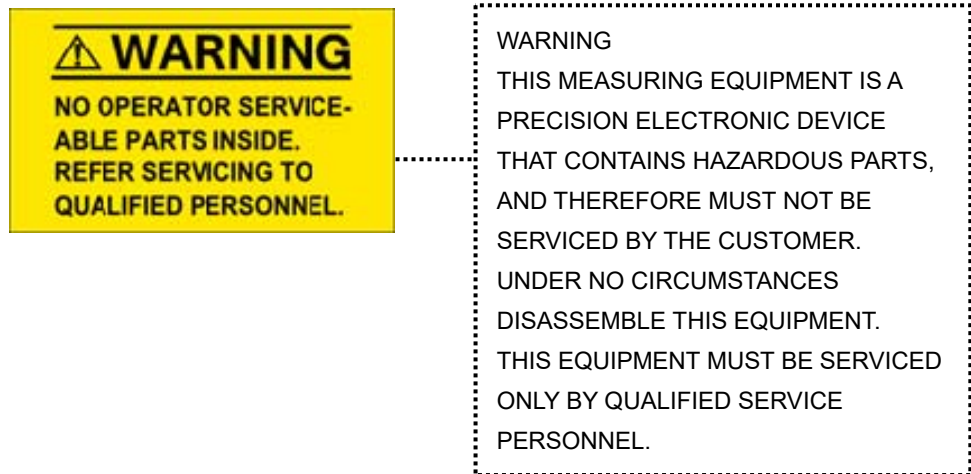 ⚠ WARNING
NO OPERATOR SERVICE-
ABLE PARTS INSIDE.
REFER SERVICING TO
QUALIFIED PERSONNEL.
WARNING
THIS MEASURING EQUIPMENT IS A
PRECISION ELECTRONIC DEVICE
THAT CONTAINS HAZARDOUS PARTS,
AND THEREFORE MUST NOT BE
SERVICED BY THE CUSTOMER.
UNDER NO CIRCUMSTANCES
DISASSEMBLE THIS EQUIPMENT.
THIS EQUIPMENT MUST BE SERVICED
ONLY BY QUALIFIED SERVICE
PERSONNEL.